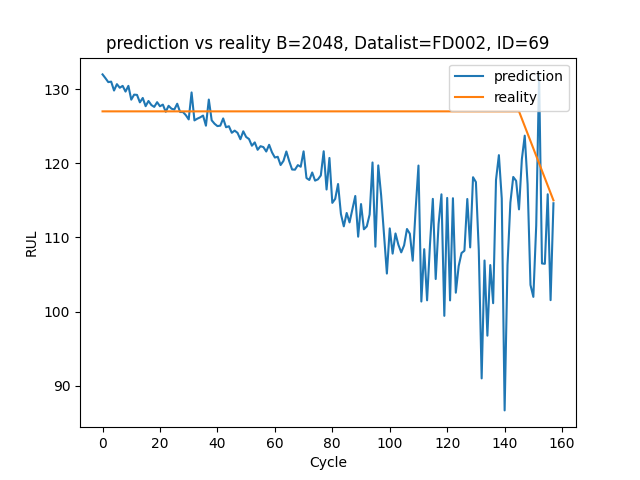 prediction vs reality B=2048, Datalist=FD002, ID=69
prediction
reality
130
120
110
100
90
RUL
0 20 40 60 80 100 120 140 160
Cycle